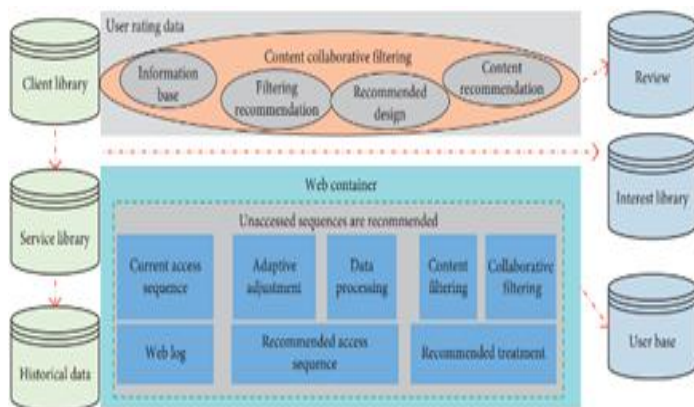 User rating data
Content collaborative filtering
Client library
Information
base
Filtering
recommendation
Recommended
design
Content
recommendation
Review
Interest library
Web container
Service library
Unaccessed sequences are recommended
Current access
sequence
Adaptive
adjustment
Data
processing
Content
filtering
Collaborative
filtering
Web log
Recommended access
sequence
Recommended treatment
User base
Historical data